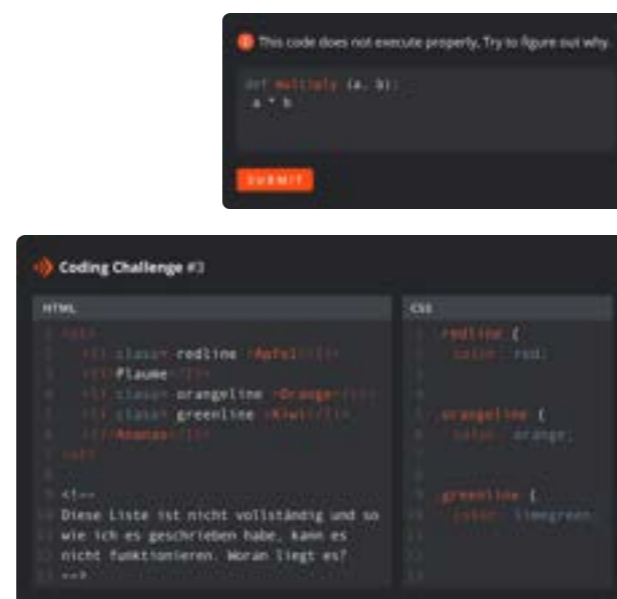 This code does not execute properly. Try to figure out why.
def multiply (a, b):
a * b
SUBMIT
Coding Challenge #3
HTML
<ul>
<li class= redline >Apfel</li>
<li>Plaume</li>
<li class= orangeline >Orange</li>
<li class= greenline >Kiwi</li>
<li>Ananas</li>
<ul>
<!--
Diese Liste ist nicht vollständig und so
wie ich es geschrieben habe, kann es
nicht funktionieren. Woran liegt es?
-->
CSS
.redline {
color: red;
.orangeline {
color: orange;
.greenline {
color: limegreen